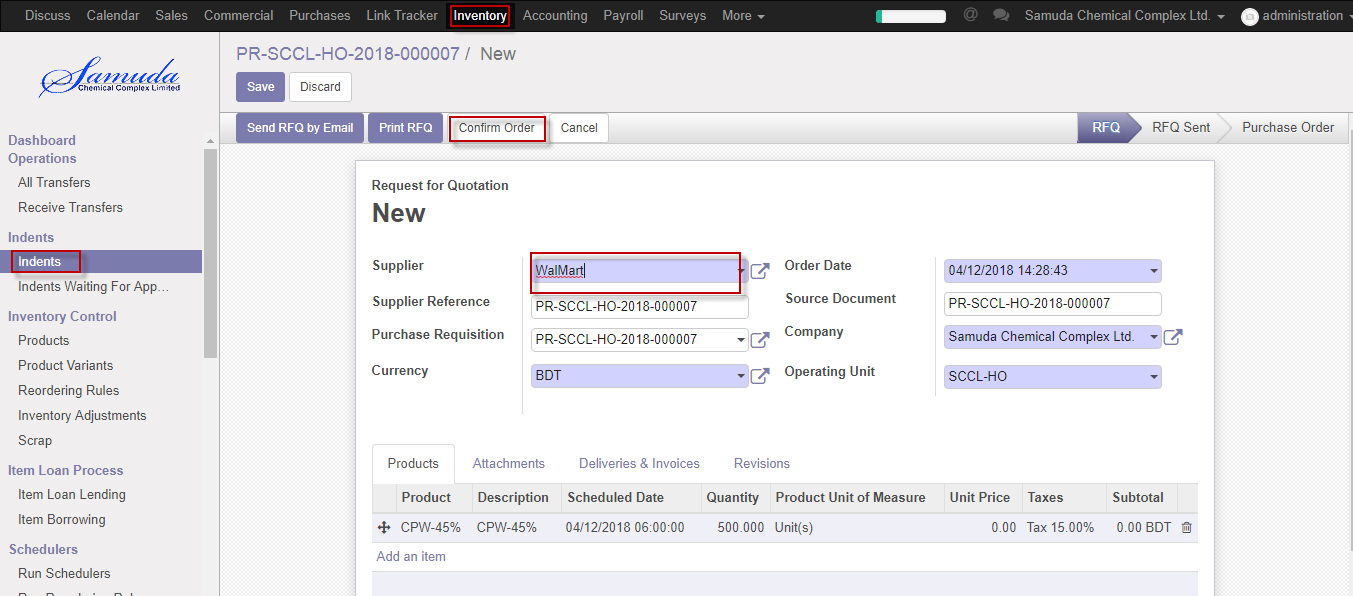 Discuss Calendar Sales Commercial Purchases Link Tracker Inventory Accounting Payroll Surveys More @ Samuda Chemical Complex Ltd. administration
Samuda
Chemical Complex Limited
Dashboard
Operations
All Transfers
Receive Transfers
Indents
Indents
Indents Waiting For App...
Inventory Control
Products
Product Variants
Reordering Rules
Inventory Adjustments
Scrap
Item Loan Process
Item Loan Lending
Item Borrowing
Schedulers
Run Schedulers
PR-SCCL-HO-2018-000007 / New
Save Discard
Send RFQ by Email Print RFQ Confirm Order Cancel RFQ RFQ Sent Purchase Order
Request for Quotation
New
Supplier WalMart Order Date 04/12/2018 14:28:43
Supplier Reference PR-SCCL-HO-2018-000007 Source Document PR-SCCL-HO-2018-000007
Purchase Requisition PR-SCCL-HO-2018-000007 Company Samuda Chemical Complex Ltd.
Currency BDT Operating Unit SCCL-HO
Products Attachments Deliveries & Invoices Revisions
Product Description Scheduled Date Quantity Product Unit of Measure Unit Price Taxes Subtotal
CPW-45% CPW-45% 04/12/2018 06:00:00 500.000 Unit(s) 0.00 Tax 15.00% 0.00 BDT
Add an item